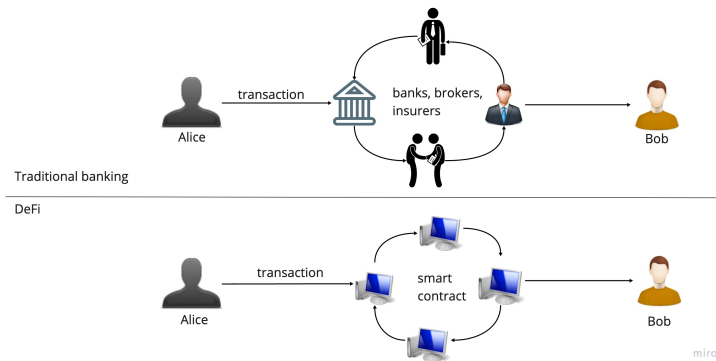 transaction
banks, brokers,
insurers
Alice
Bob
Traditional banking
DeFi
transaction
smart
contract
Alice
Bob
miro